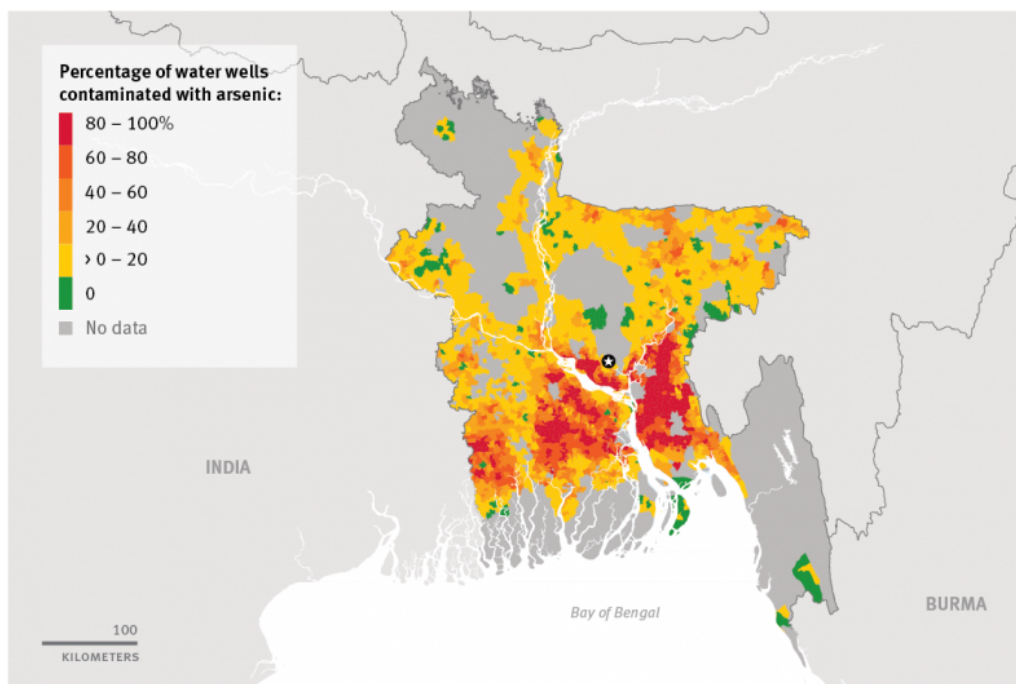 Percentage of water wells
contaminated with arsenic:
80 – 100%
60 – 80
40 – 60
20 – 40
> 0 – 20
0
No data
INDIA
BURMA
Bay of Bengal
100
KILOMETERS